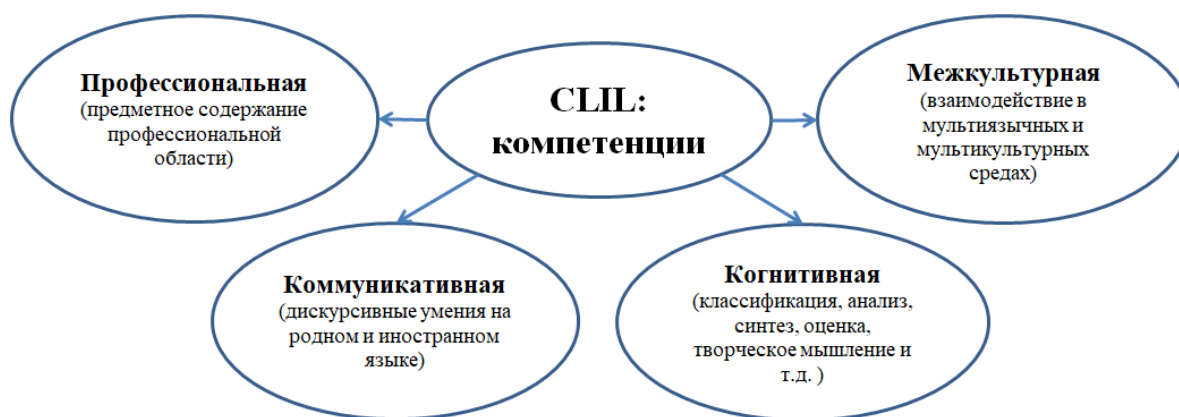 CLIL:
компетенции
Профессиональная
(предметное содержание
профессиональной
области)
Межкультурная
(взаимодействие в
мультиязычных и
мультикультурных
средах)
Коммуникативная
(дискурсивные умения на
родном и иностранном
языке)
Когнитивная
(классификация, анализ,
синтез, оценка,
творческое мышление и
т.д. )